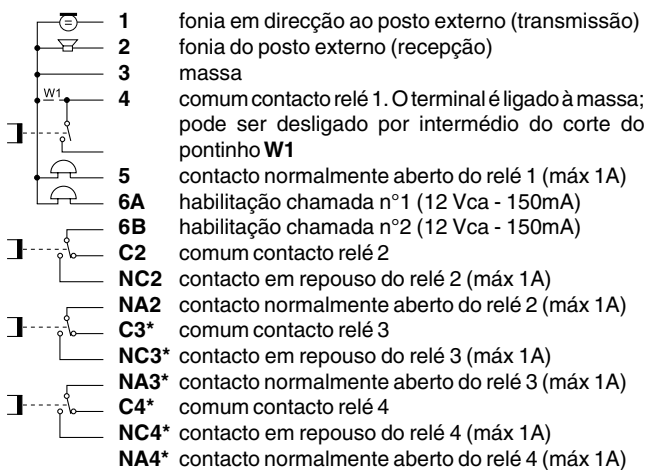 1 fonia em direcção ao posto externo (transmissão)
2 fonia do posto externo (recepção)
3 massa
W1
4 comum contacto relé 1. O terminal é ligado à massa;
pode ser desligado por intermédio do corte do
pontinho W1
5 contacto normalmente aberto do relé 1 (máx 1A)
6A habilitação chamada n°1 (12 Vca - 150mA)
6B habilitação chamada n°2 (12 Vca - 150mA)
C2 comum contacto relé 2
NC2 contacto em repouso do relé 2 (máx 1A)
NA2 contacto normalmente aberto do relé 2 (máx 1A)
C3* comum contacto relé 3
NC3* contacto em repouso do relé 3 (máx 1A)
NA3* contacto normalmente aberto do relé 3 (máx 1A)
C4* comum contacto relé 4
NC4* contacto em repouso do relé 4 (máx 1A)
NA4* contacto normalmente aberto do relé 4 (máx 1A)